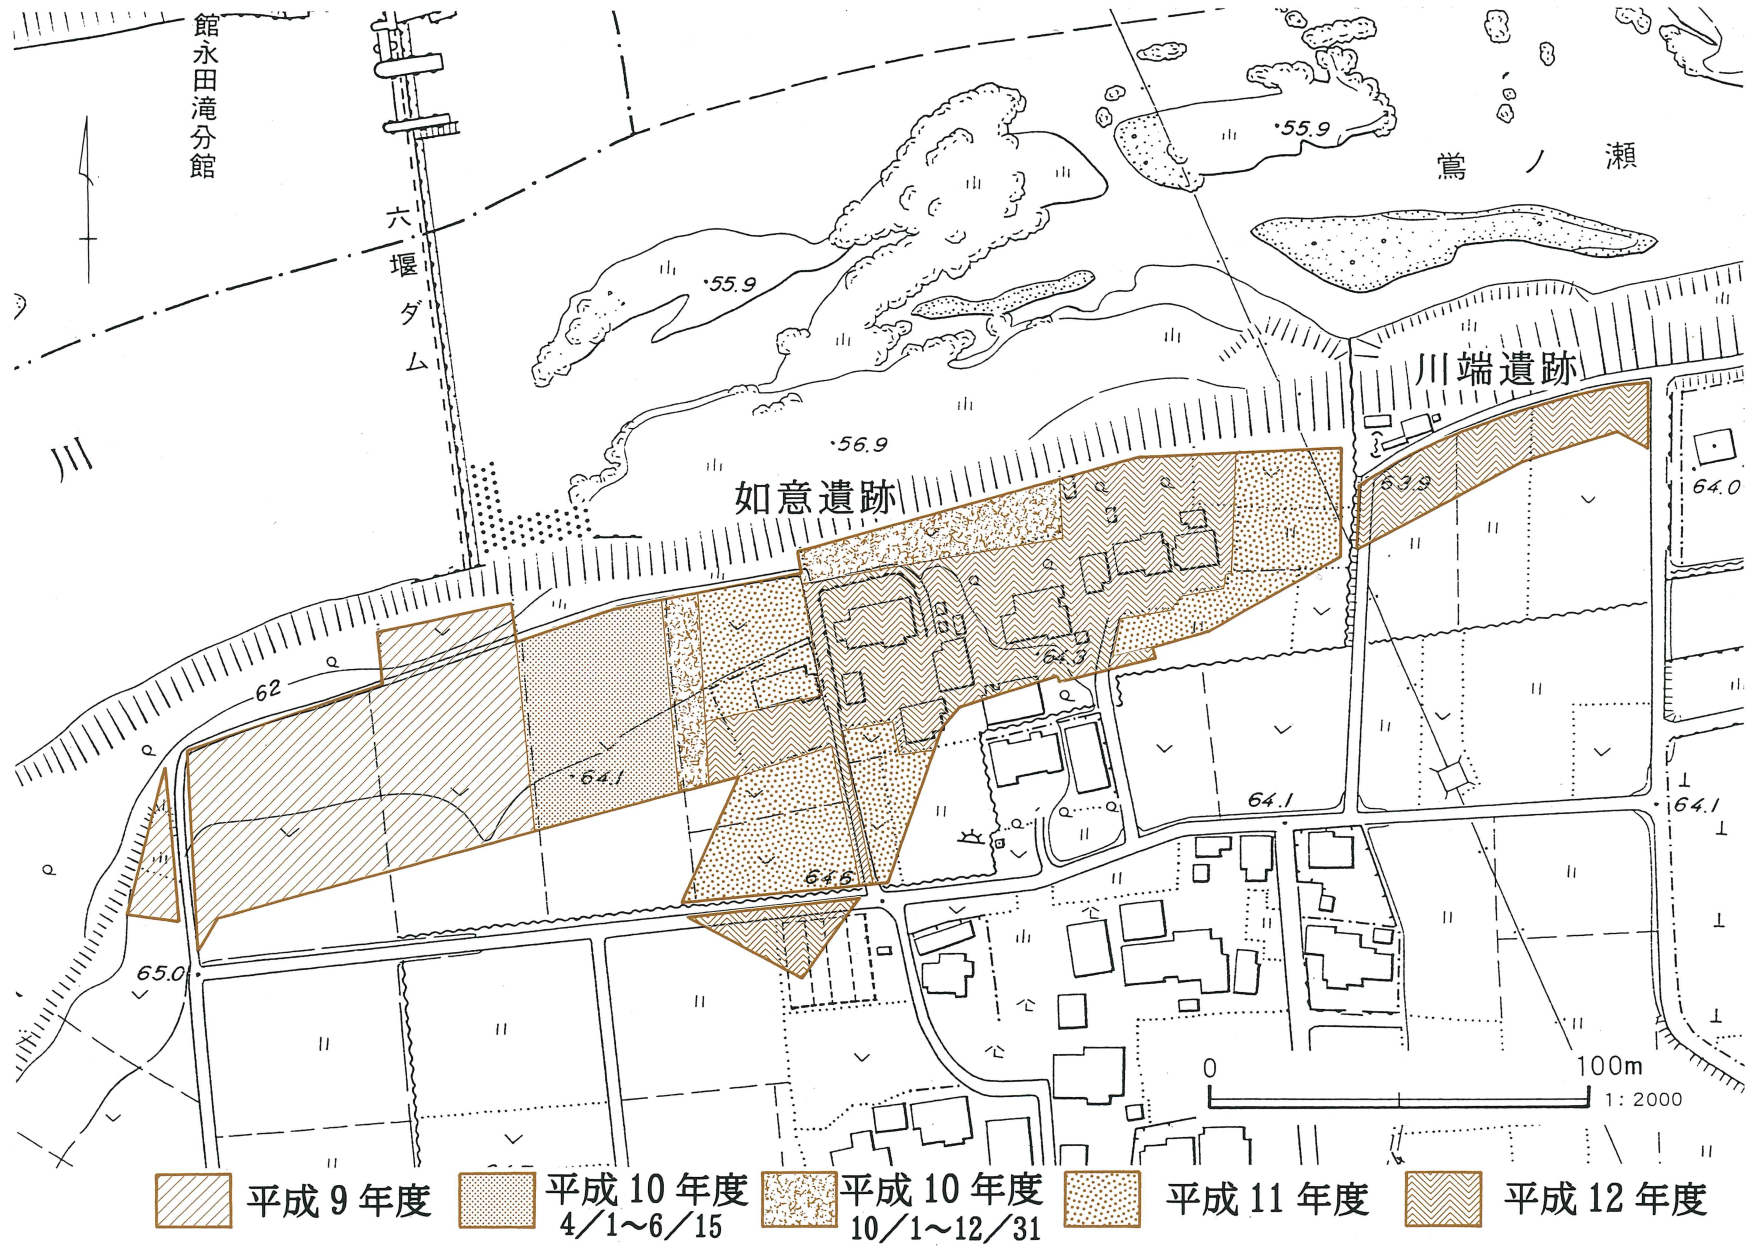 館永田滝分館
六堰ダム
川
鶯ノ瀬
55.9
55.9
56.9
川端遺跡
如意遺跡
63.9
64.0
62
64.3
64.1
64.1
64.1
64.6
65.0
0 100m
1:2000
平成9年度
平成10年度
4/1~6/15
平成10年度
10/1~12/31
平成11年度
平成12年度